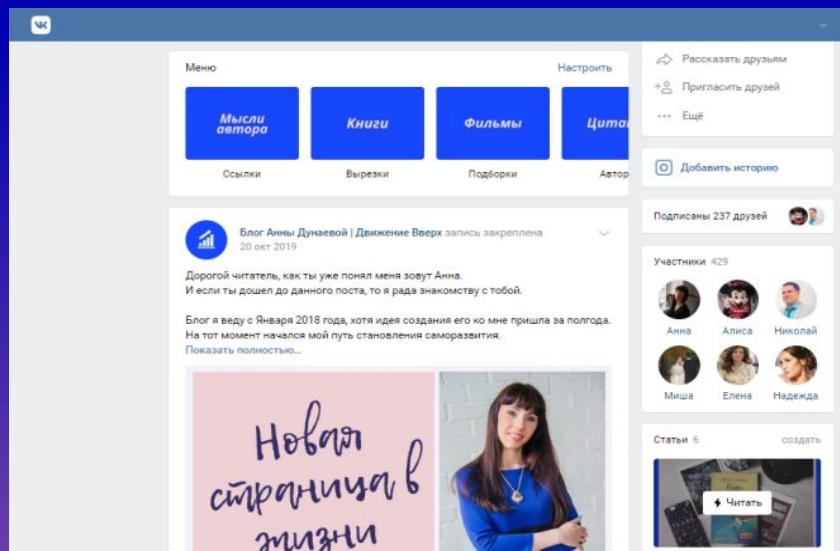 Меню
Настроить
Мысли
автора
Книги
Фильмы
Ссылки
Вырезки
Подборки
Автор
Блог Анны Дунаевой | Движение Вверх запись закреплена
20 окт 2019
Дорогой читатель, как ты уже понял меня зовут Анна.
И если ты дошел до данного поста, то я рада знакомству с тобой.
Блог я веду с Января 2018 года, хотя идея создания его ко мне пришла за полгода.
На тот момент начался мой путь становления саморазвития.
Показать полностью...
Новая
страница в
жизни
Рассказать друзьям
Пригласить друзей
Ещё
Добавить историю
Подписаны 237 друзей
Участники 429
Анна Алиса Николай
Миша Елена Надежда
Статьи 6
создать
Читать